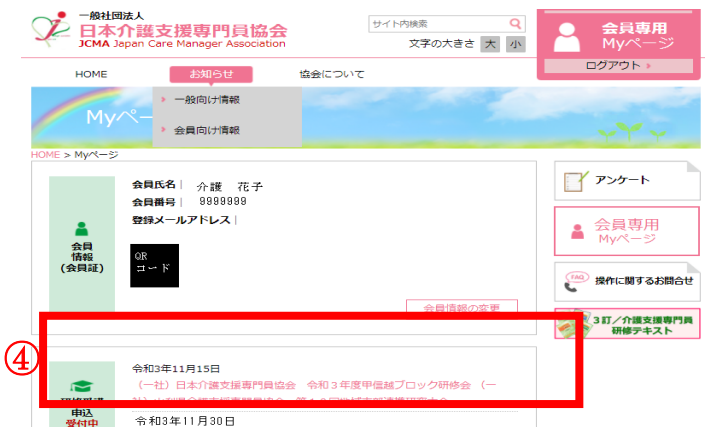 一般社団法人
日本介護支援専門員協会
JCMA Japan Care Manager Association
サイト内検索
文字の大きさ 大 小
会員専用
Myページ
ログアウト »
HOME お知らせ 協会について
» 一般向け情報
» 会員向け情報
Myペー
HOME > Myページ
会員
情報
(会員証)
会員氏名｜ 介護 花子
会員番号｜ 9999999
登録メールアドレス｜
QR
コード
会員情報の変更
アンケート
会員専用
Myページ
FAQ 操作に関するお問合せ
3訂／介護支援専門員
研修テキスト
④
申込
受付中
令和3年11月15日
（一社）日本介護支援専門員協会 令和３年度甲信越ブロック研修会 （一
令和3年11月30日